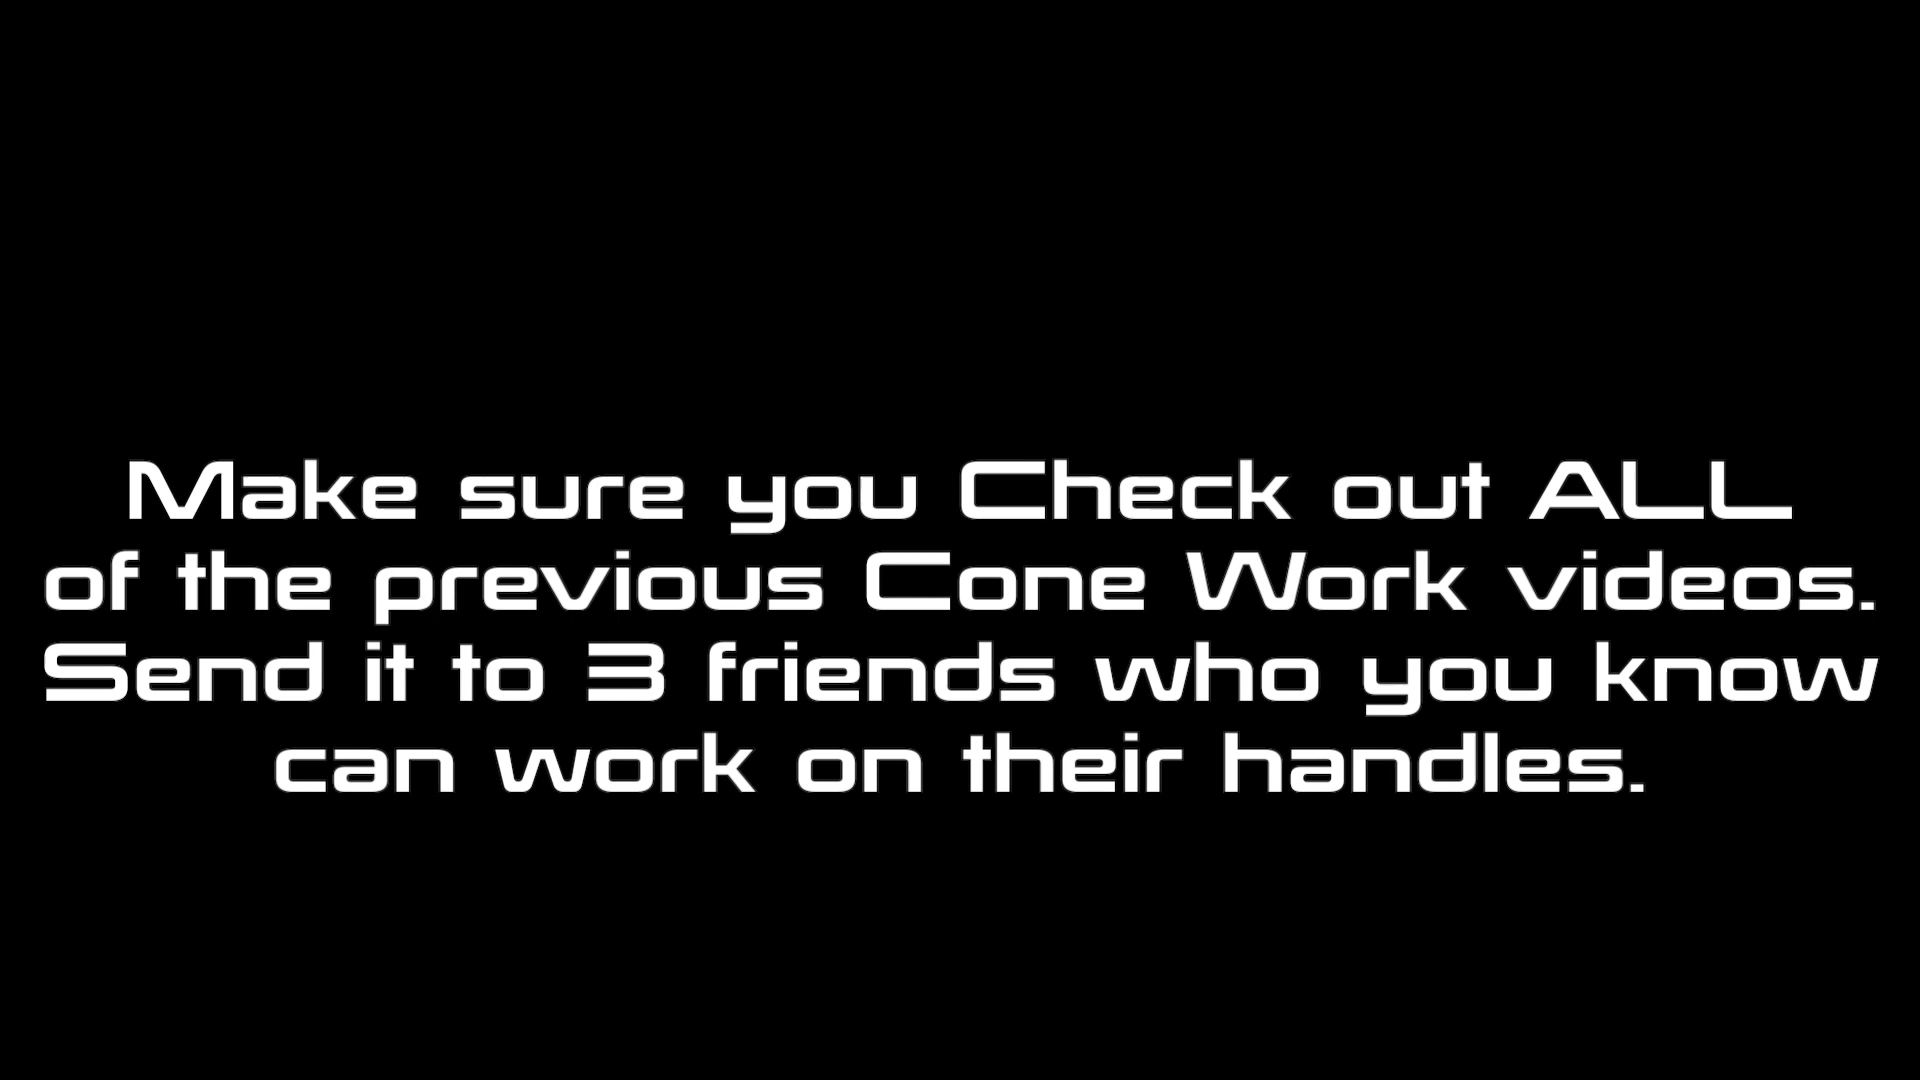 Make sure you Check out ALL
of the previous Cone Work videos.
Send it to 3 friends who you know
can work on their handles.